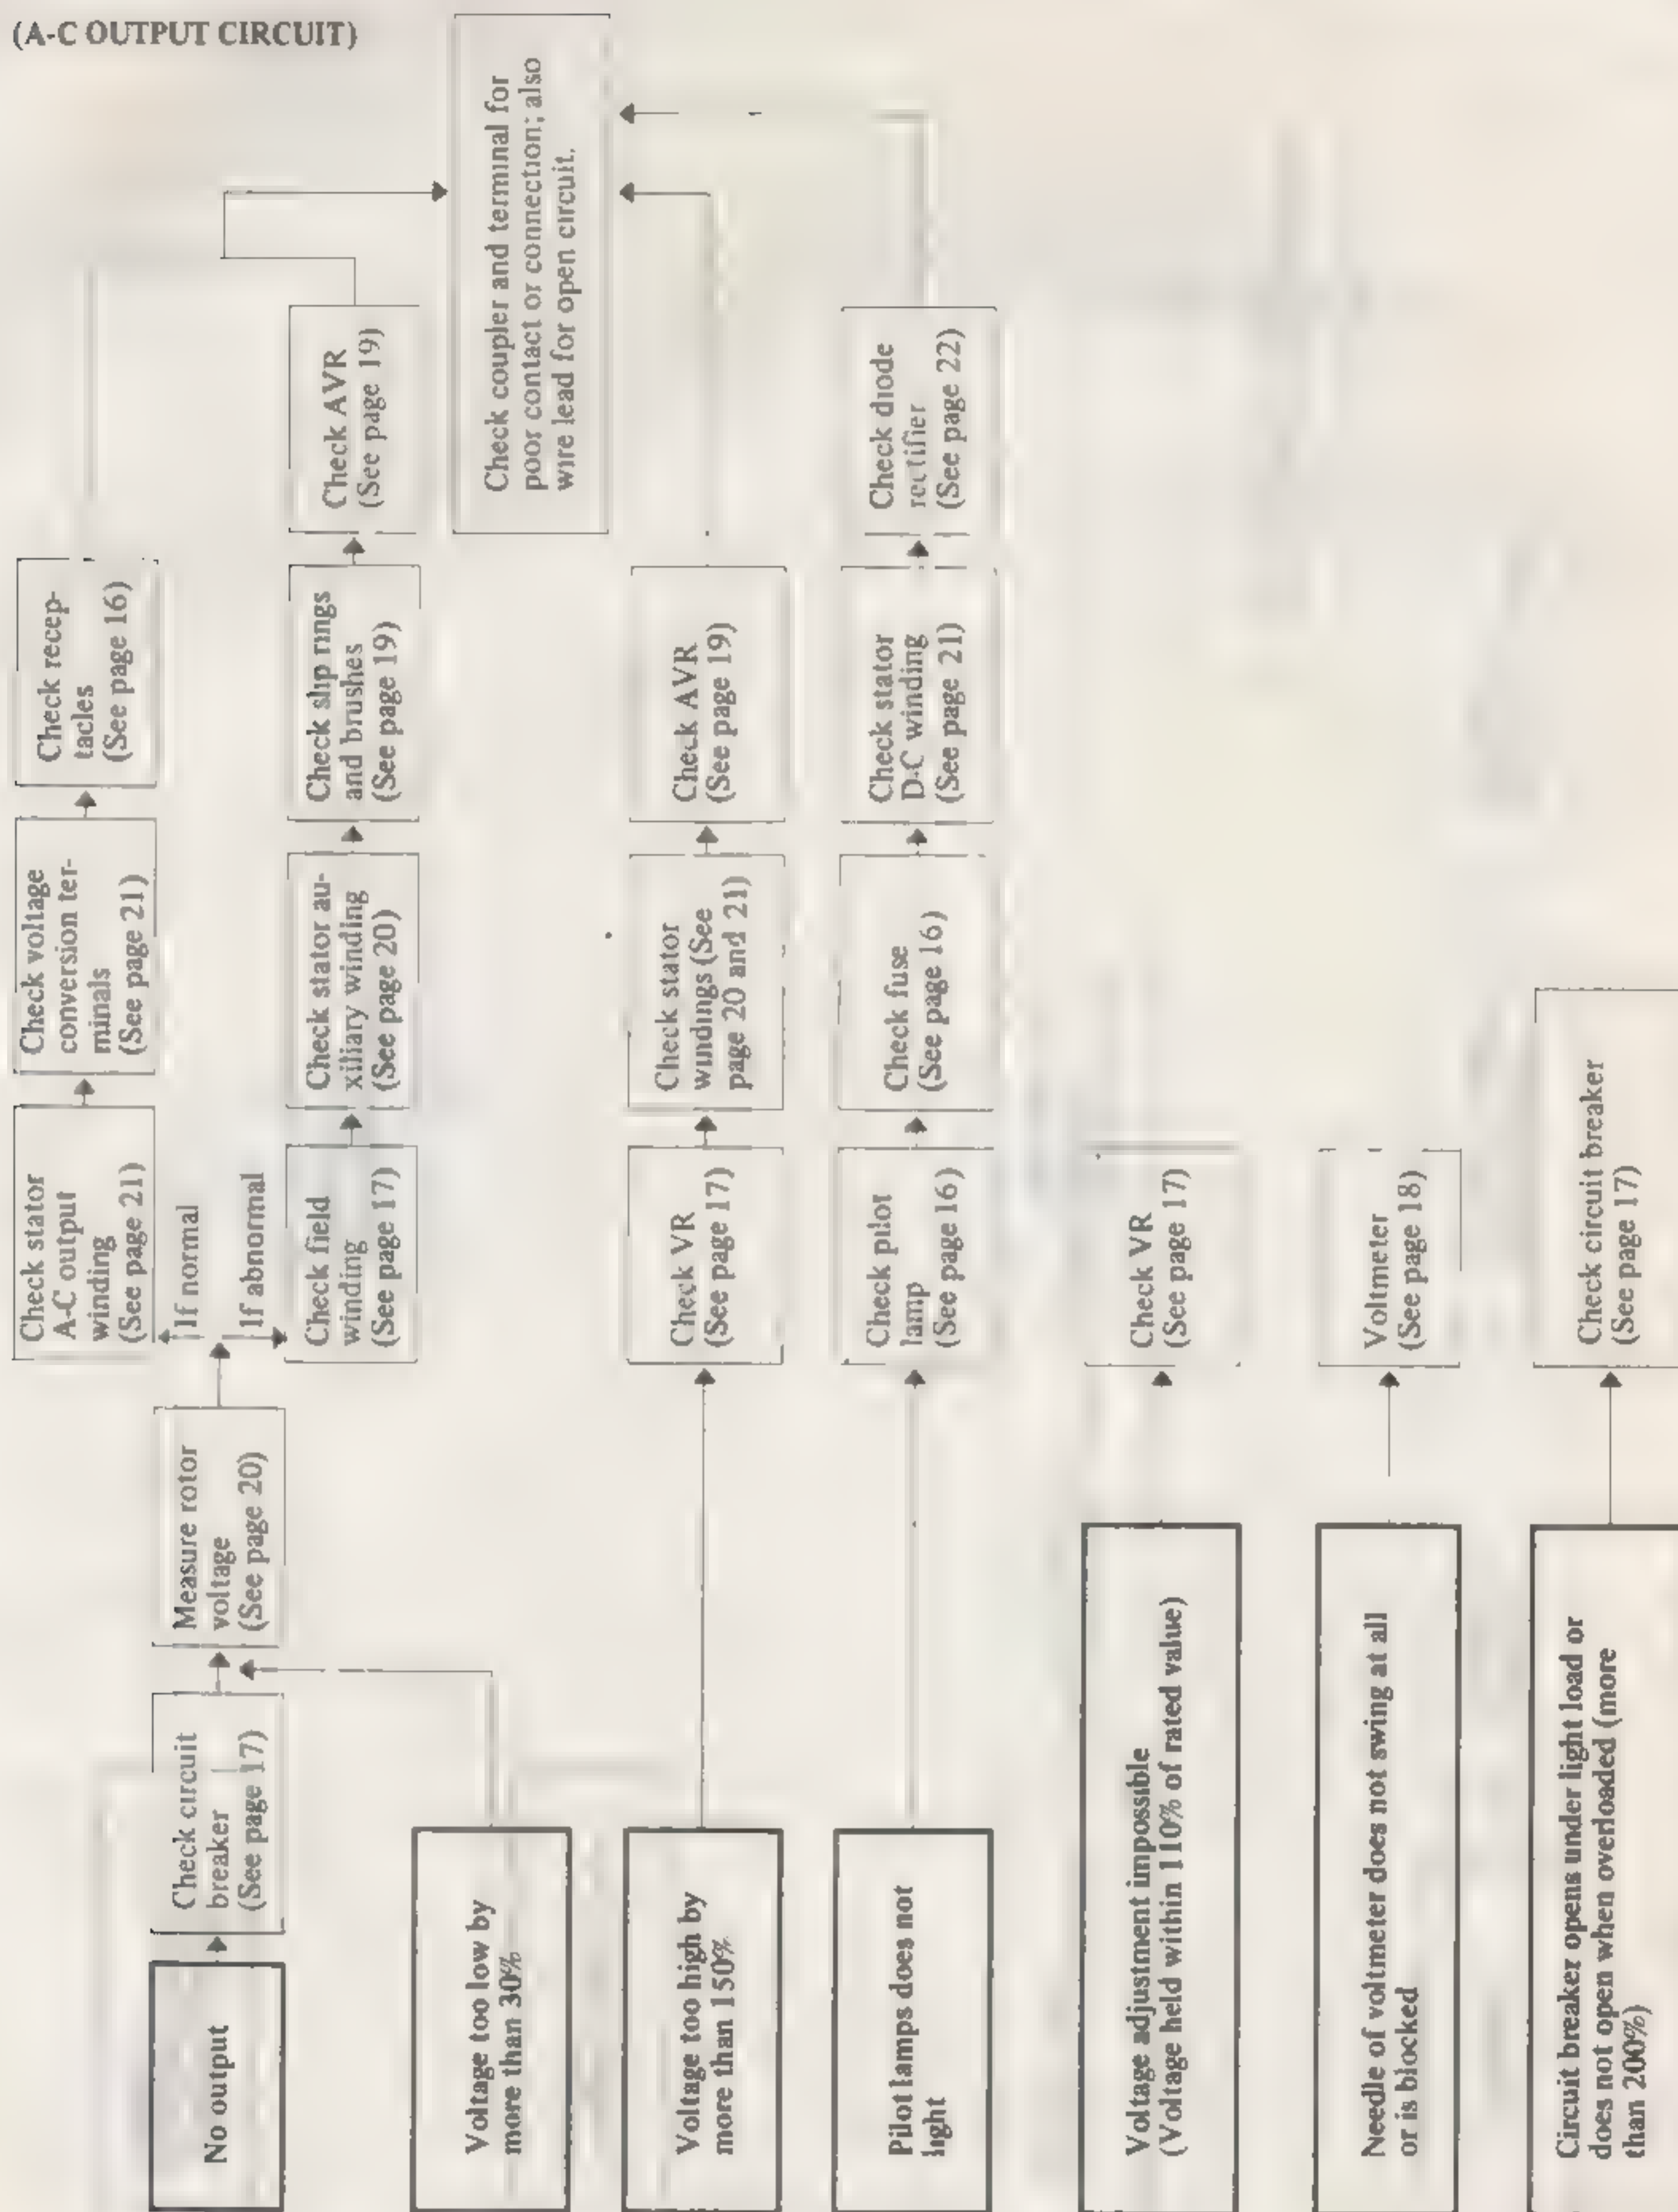 (A-C OUTPUT CIRCUIT)
No output
Check circuit
breaker
(See page 17)
Measure rotor
voltage
(See page 20)
If normal
If abnormal
Check stator
A-C output
winding
(See page 21)
Check voltage
conversion ter-
minals
(See page 21)
Check recep-
tacles
(See page 16)
Check field
winding
(See page 17)
Check stator au-
xiliary winding
(See page 20)
Check slip rings
and brushes
(See page 19)
Check AVR
(See page 19)
Check coupler and terminal for
poor contact or connection; also
wire lead for open circuit.
Voltage too low by
more than 30%
Voltage too high by
more than 150%
Check VR
(See page 17)
Check stator
windings (See
page 20 and 21)
Check AVR
(See page 19)
Pilot lamps does not
light
Check pilot
lamp
(See page 16)
Check fuse
(See page 16)
Check stator
D-C winding
(See page 21)
Check diode
rectifier
(See page 22)
Voltage adjustment impossible
(Voltage held within 110% of rated value)
Check VR
(See page 17)
Needle of voltmeter does not swing at all
or is blocked
Voltmeter
(See page 18)
Circuit breaker opens under light load or
does not open when overloaded (more
than 200%)
Check circuit breaker
(See page 17)